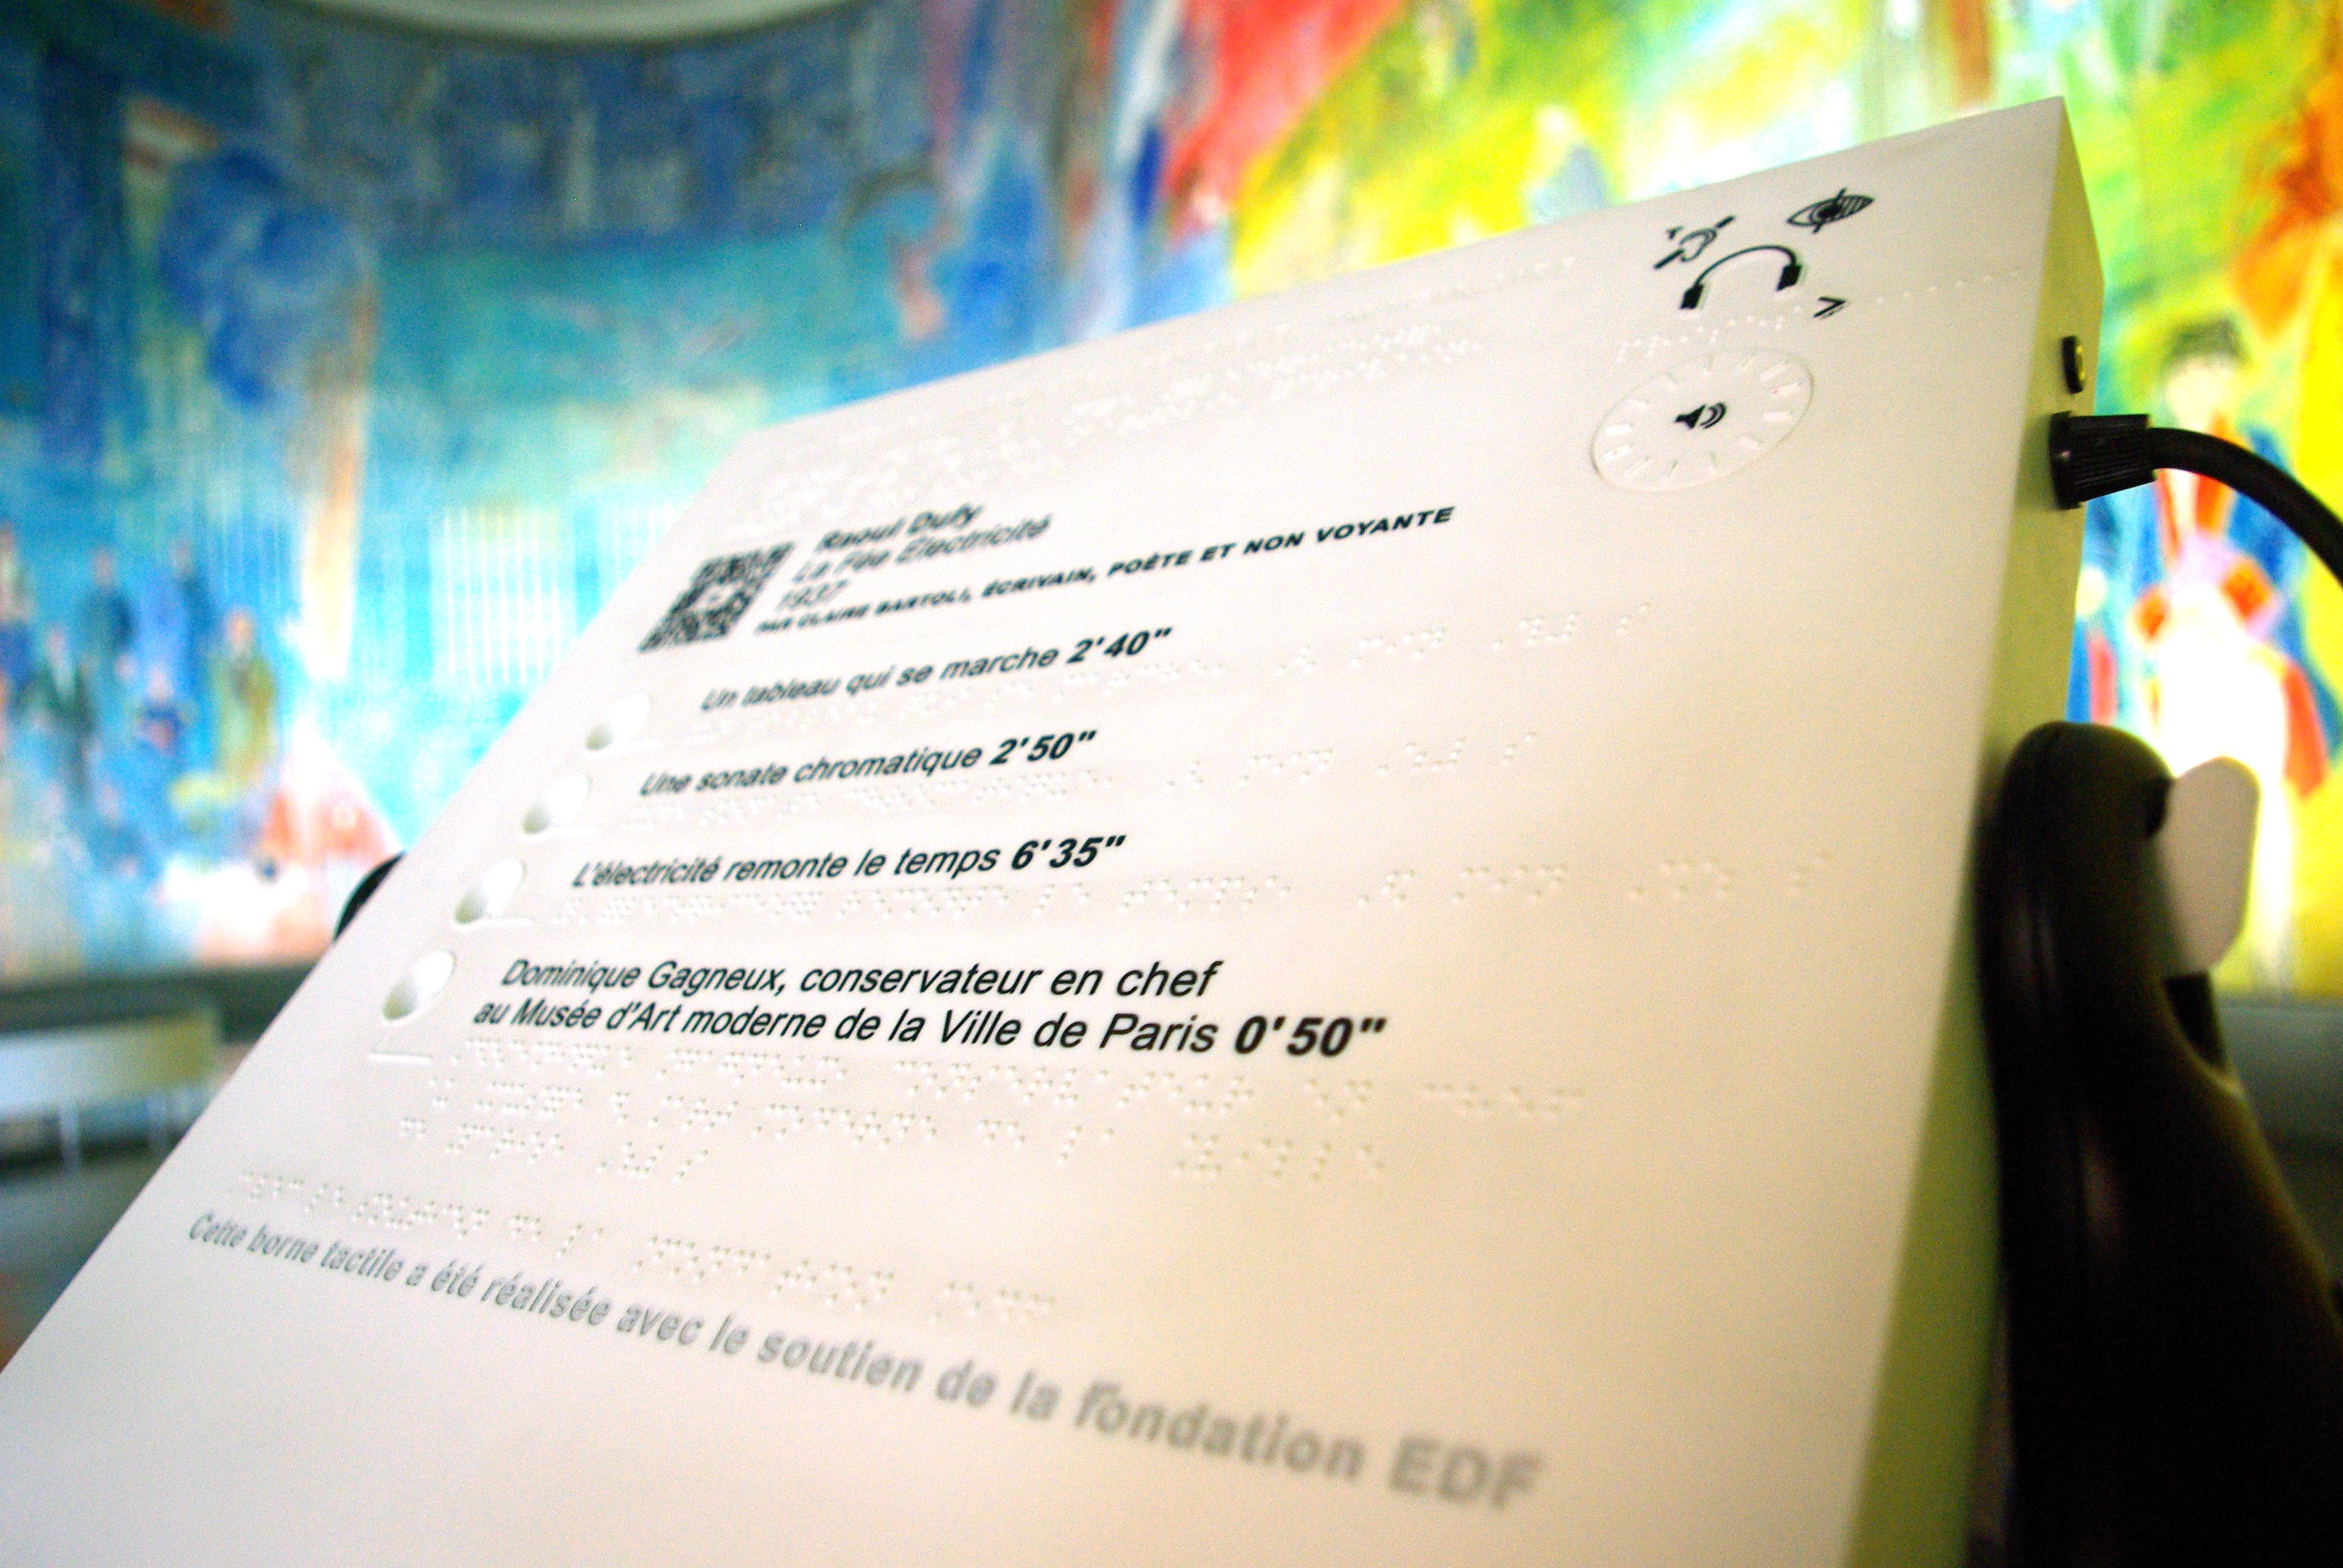 Raoul Dufy
La Fée Électricité
1937
PAR CLAIRE BARTOLI, ÉCRIVAIN, POÈTE ET NON VOYANTE
Un tableau qui se marche 2'40"
Une sonate chromatique 2'50"
L'électricité remonte le temps 6'35"
Dominique Gagneux, conservateur en chef
au Musée d'Art moderne de la Ville de Paris 0'50"
Cette borne tactile a été réalisée avec le soutien de la fondation EDF